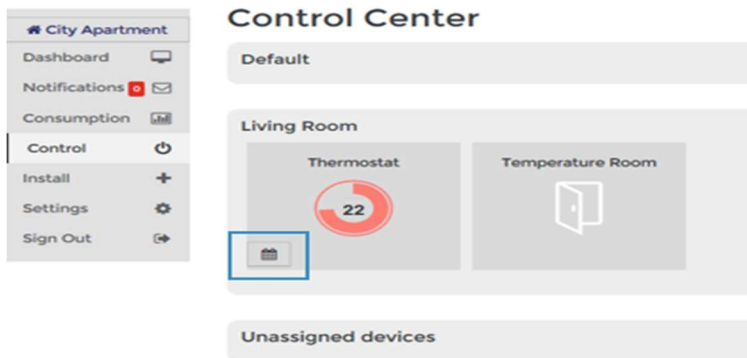 City Apartment
Dashboard
Notifications 0
Consumption
Control
Install
Settings
Sign Out
Control Center
Default
Living Room
Thermostat
22
Temperature Room
Unassigned devices